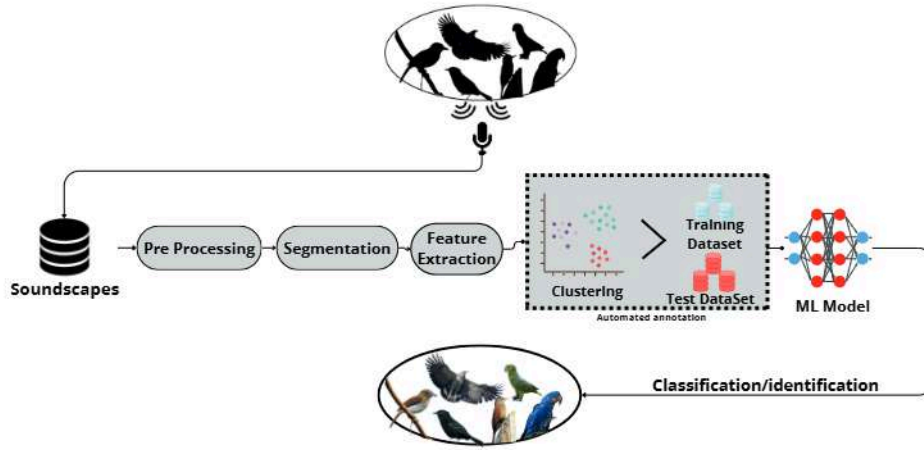 Pre Processing
Segmentation
Feature
Extraction
Training
Dataset
Clustering
Test DataSet
Automated annotation
Soundscapes
ML Model
Classification/identification